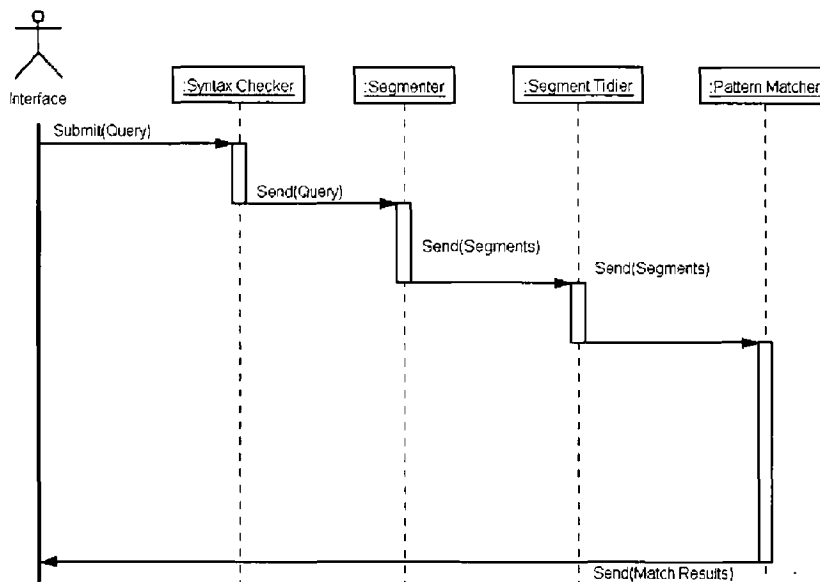 :Syntax Checker
:Segmenter
:Segment Tidier
:Pattern Matcher
Interface
Submit(Query)
Send(Query)
Send(Segments)
Send(Segments)
Send(Match Results)